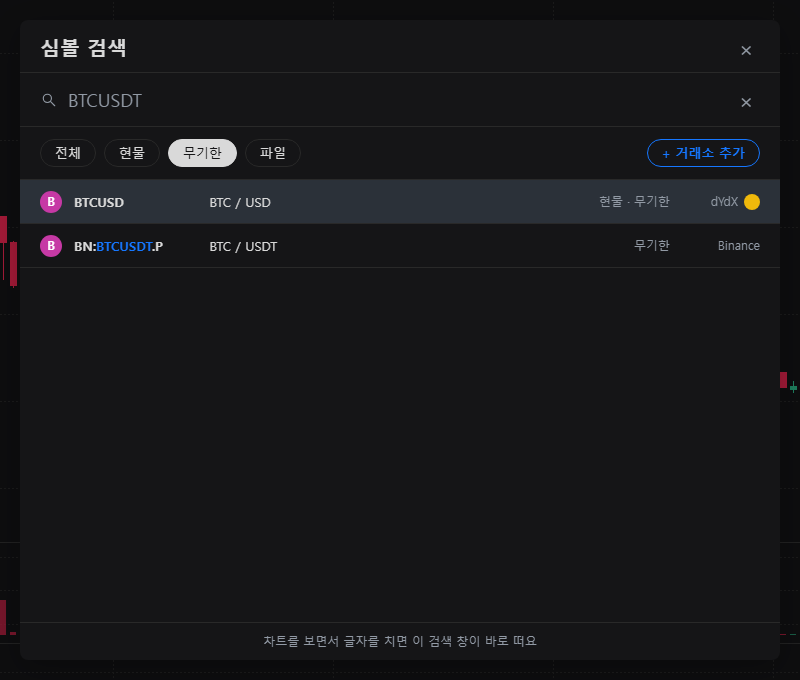 심볼 검색 ×
BTCUSDT ×
전체 현물 무기한 파일 + 거래소 추가
B BTCUSD BTC / USD 현물 · 무기한 dYdX
B BN:BTCUSDT.P BTC / USDT 무기한 Binance
차트를 보면서 글자를 치면 이 검색 창이 바로 떠요